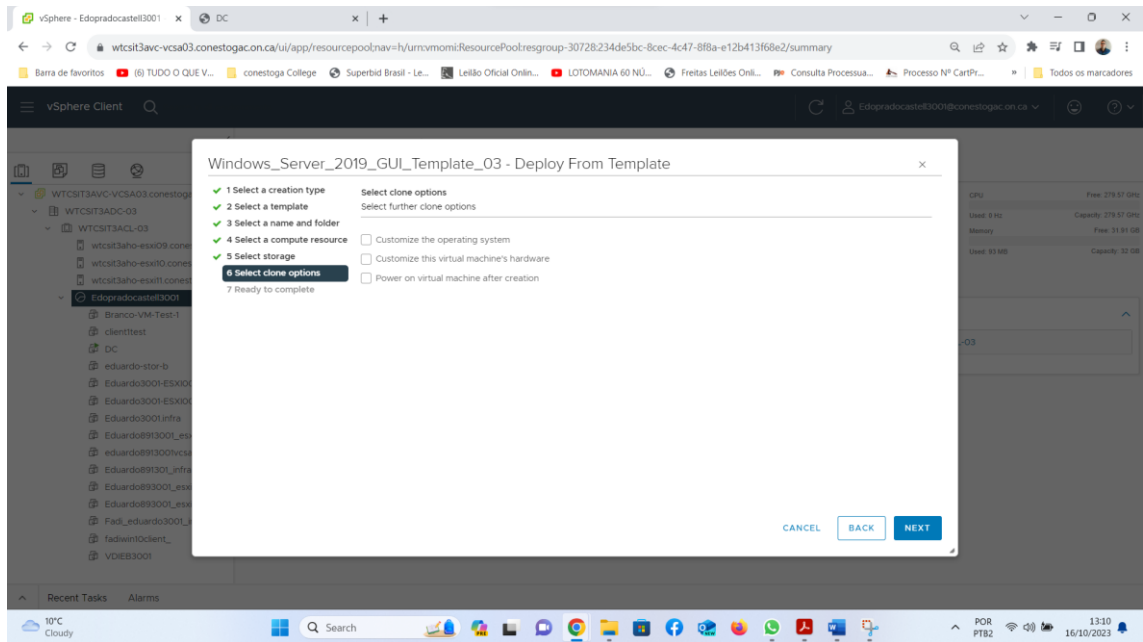 vSphere - Edopradocastell3001
DC
wtcsit3avc-vcsa03.conestogac.on.ca/ui/app/resourcepool;nav=h/urn:vmomi:ResourcePool:resgroup-30728:234de5bc-8cec-4c47-8f8a-e12b413f68e2/summary
Barra de favoritos (6) TUDO O QUE V... conestoga College Superbid Brasil - Le... Leilão Oficial Onlin... LOTOMANIA 60 NÚ... Freitas Leilões Onli... Consulta Processua... Processo Nº CartPr... » Todos os marcadores
vSphere Client
Edopradocastell3001@conestogac.on.ca
Windows_Server_2019_GUI_Template_03 - Deploy From Template
1 Select a creation type
2 Select a template
3 Select a name and folder
4 Select a compute resource
5 Select storage
6 Select clone options
7 Ready to complete
Select clone options
Select further clone options
Customize the operating system
Customize this virtual machine's hardware
Power on virtual machine after creation
CANCEL
BACK
NEXT
WTCSIT3AVC-VCSA03.conestoga
WTCSIT3ADC-03
WTCSIT3ACL-03
wtcsit3aho-esxi09.cone
wtcsit3aho-esxi10.cones
wtcsit3aho-esxi11.conest
Edopradocastell3001
Branco-VM-Test-1
client1test
DC
eduardo-stor-b
Eduardo3001-ESXI0
Eduardo3001-ESXI0
Eduardo3001.infra
Eduardo8913001_esx
eduardo8913001vcsa
Eduardo891301_infra
Eduardo893001_esxi
Eduardo893001_esxi
Fadi_eduardo3001_i
fadiwin10client_
VDIEB3001
CPU
Free: 279.57 GHz
Used: 0 Hz
Capacity: 279.57 GHz
Memory
Free: 31.91 GB
Used: 93 MB
Capacity: 32 GB
-03
Recent Tasks
Alarms
10°C
Cloudy
Search
POR
PTB2
13:10
16/10/2023